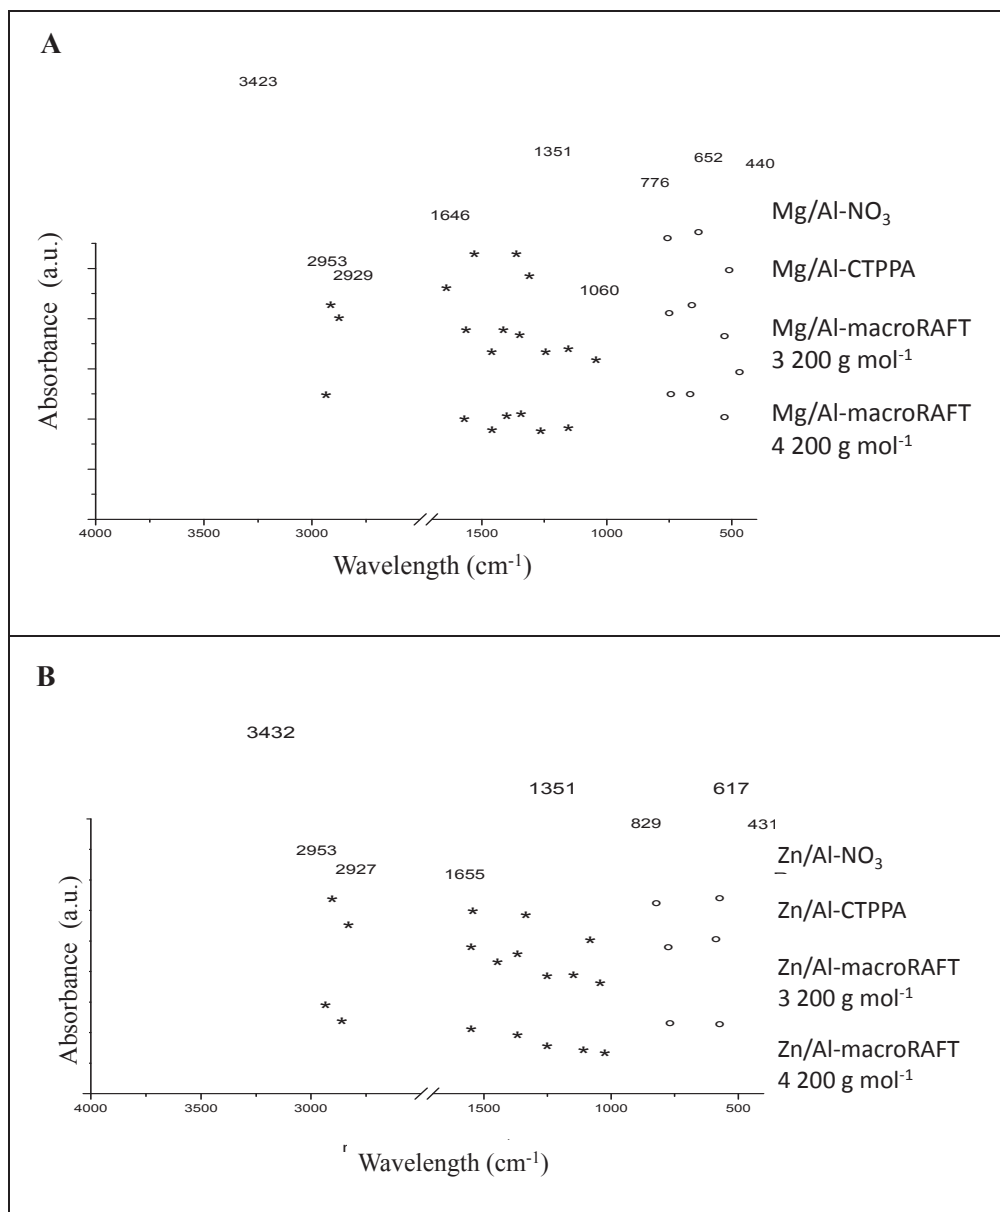 A
3423
1351
652
440
776
Mg/Al-NO₃
1646
2953
2929
Mg/Al-CTPPA
1060
Mg/Al-macroRAFT
3 200 g mol⁻¹
Mg/Al-macroRAFT
4 200 g mol⁻¹
Absorbance (a.u.)
4000 3500 3000 1500 1000 500
Wavelength (cm⁻¹)
B
3432
1351 617
829 431
2953
2927 1655
Zn/Al-NO₃
Zn/Al-CTPPA
Zn/Al-macroRAFT
3 200 g mol⁻¹
Zn/Al-macroRAFT
4 200 g mol⁻¹
Absorbance (a.u.)
4000 3000 1500 1000 500
Wavelength (cm⁻¹)